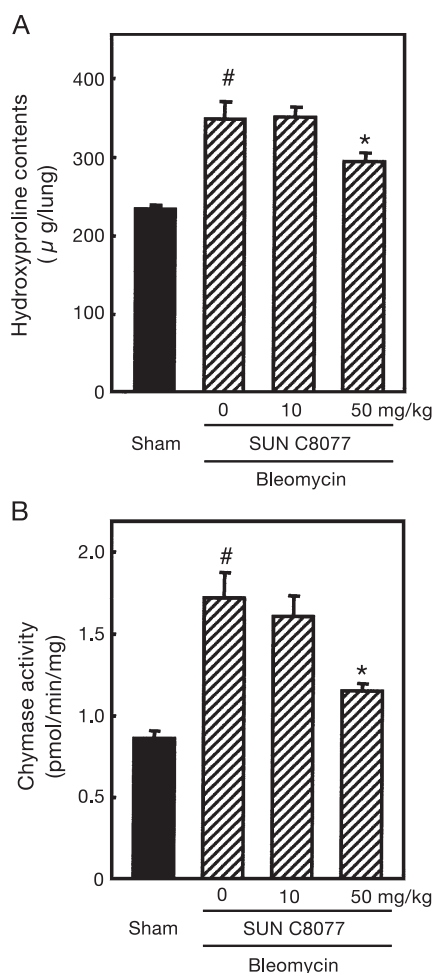 A
Hydroxyproline contents
( µ g/lung)
400
300
200
100
0
#
*
0 10 50 mg/kg
Sham SUN C8077
Bleomycin
B
Chymase activity
(pmol/min/mg)
2.0
1.5
1.0
0.5
0
#
*
0 10 50 mg/kg
Sham SUN C8077
Bleomycin